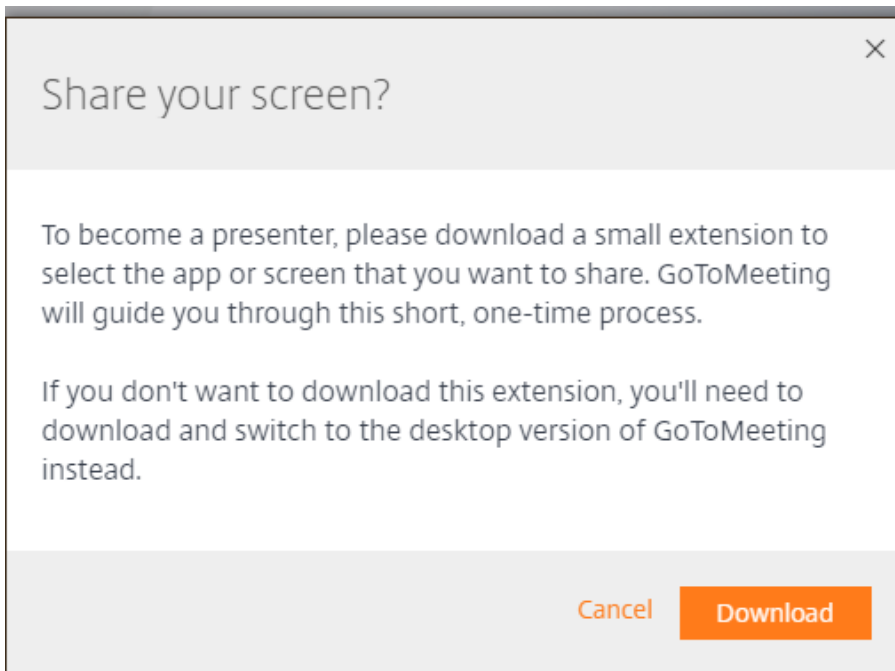 Share your screen?
To become a presenter, please download a small extension to
select the app or screen that you want to share. GoToMeeting
will guide you through this short, one-time process.
If you don't want to download this extension, you'll need to
download and switch to the desktop version of GoToMeeting
instead.
Cancel Download